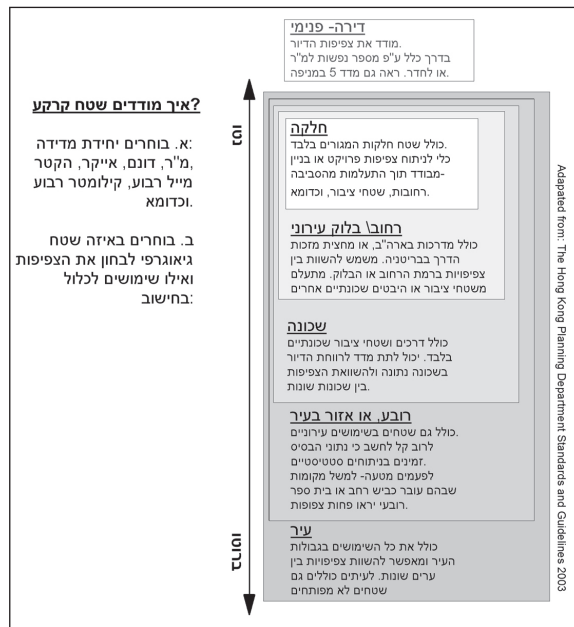 איך מודדים שטח קרקע?
א. בוחרים יחידת מדידה:
מ"ר, דונם, אייקר, הקטר,
מייל רבוע, קילומטר רבוע
וכדומא.
ב. בוחרים באיזה שטח
גיאוגרפי לבחון את הצפיפות
ואילו שימושים לכלול
בחישוב:
נטו
ברוטו
דירה- פנימי
מודד את צפיפות הדיור.
בדרך כלל ע"פ מספר נפשות למ"ר
או לחדר. ראה גם מדד 5 במניפה.
חלקה
כולל שטח חלקות המגורים בלבד.
כלי לניתוח צפיפות פרויקט או בניין
מבודד תוך התעלמות מהסביבה-
רחובות, שטחי ציבור, וכדומא.
רחוב\ בלוק עירוני
כולל מדרכות בארה"ב, או מחצית מזכות
הדרך בבריטניה. משמש להשוות בין
צפיפויות ברמת הרחוב או הבלוק. מתעלם
משטחי ציבור או היבטים שכונתיים אחרים
שכונה
כולל דרכים ושטחי ציבור שכונתיים
בלבד. יכול לתת מדד לרווחת הדיור
בשכונה נתונה ולהשוואת הצפיפות
בין שכונות שונות.
רובע, או אזור בעיר
כולל גם שטחים בשימושים עירוניים.
לרוב קל לחשב כי נתוני הבסיס
זמינים בניתוחים סטטיסטיים.
לפעמים מטעה- למשל מקומות
שבהם עובר כביש רחב או בית ספר
רובעי יראו פחות צפופות.
עיר
כולל את כל השימושים בגבולות
העיר ומאפשר להשוות צפיפויות בין
ערים שונות. לעיתים כוללים גם
שטחים לא מפותחים
Adapated from: The Hong Kong Planning Department Standards and Guidelines 2003